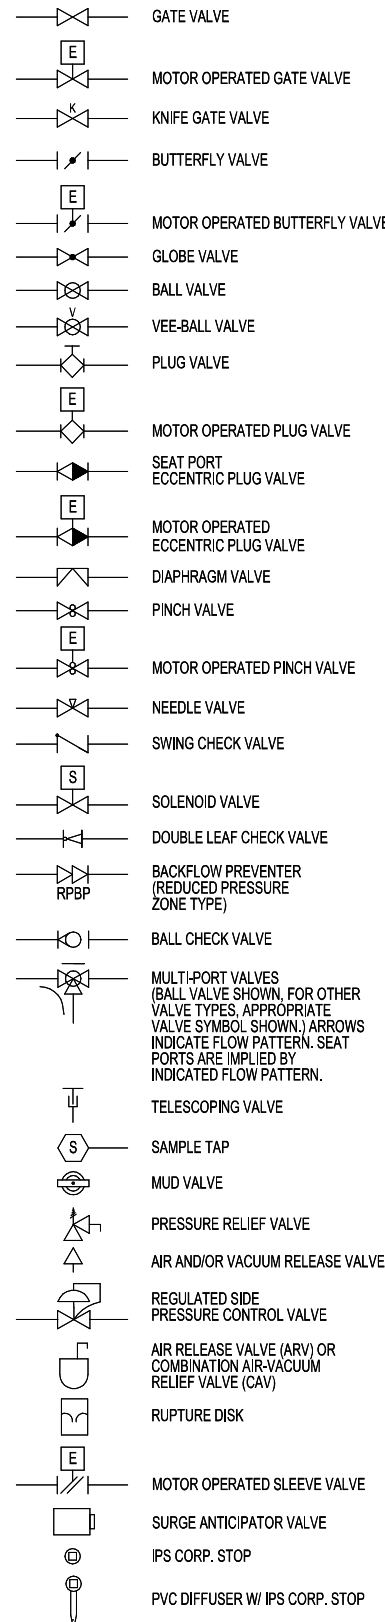 GATE VALVE
E
MOTOR OPERATED GATE VALVE
K
KNIFE GATE VALVE
BUTTERFLY VALVE
E
MOTOR OPERATED BUTTERFLY VALVE
GLOBE VALVE
BALL VALVE
V
VEE-BALL VALVE
PLUG VALVE
E
MOTOR OPERATED PLUG VALVE
SEAT PORT
ECCENTRIC PLUG VALVE
E
MOTOR OPERATED
ECCENTRIC PLUG VALVE
DIAPHRAGM VALVE
PINCH VALVE
E
MOTOR OPERATED PINCH VALVE
NEEDLE VALVE
SWING CHECK VALVE
S
SOLENOID VALVE
DOUBLE LEAF CHECK VALVE
RPBP
BACKFLOW PREVENTER
(REDUCED PRESSURE
ZONE TYPE)
BALL CHECK VALVE
MULTI-PORT VALVES
(BALL VALVE SHOWN, FOR OTHER
VALVE TYPES, APPROPRIATE
VALVE SYMBOL SHOWN.) ARROWS
INDICATE FLOW PATTERN. SEAT
PORTS ARE IMPLIED BY
INDICATED FLOW PATTERN.
TELESCOPING VALVE
S
SAMPLE TAP
MUD VALVE
PRESSURE RELIEF VALVE
AIR AND/OR VACUUM RELEASE VALVE
REGULATED SIDE
PRESSURE CONTROL VALVE
AIR RELEASE VALVE (ARV) OR
COMBINATION AIR-VACUUM
RELIEF VALVE (CAV)
RUPTURE DISK
E
MOTOR OPERATED SLEEVE VALVE
SURGE ANTICIPATOR VALVE
IPS CORP. STOP
PVC DIFFUSER W/ IPS CORP. STOP